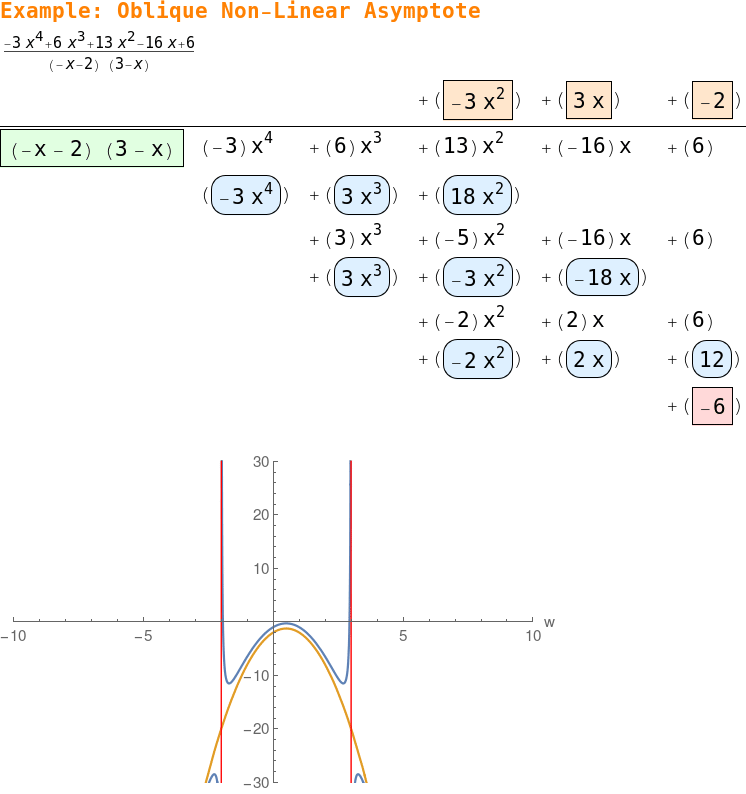 Example: Oblique Non-Linear Asymptote
-3 x^4+6 x^3+13 x^2-16 x+6
(-x-2) (3-x)
+ (-3 x^2) + (3 x) + (-2)
(-x - 2) (3 - x) (-3) x^4 + (6) x^3 + (13) x^2 + (-16) x + (6)
(-3 x^4) + (3 x^3) + (18 x^2)
+ (3) x^3 + (-5) x^2 + (-16) x + (6)
+ (3 x^3) + (-3 x^2) + (-18 x)
+ (-2) x^2 + (2) x + (6)
+ (-2 x^2) + (2 x) + (12)
+ (-6)
30
20
10
w
-10 -5 5 10
-10
-20
-30